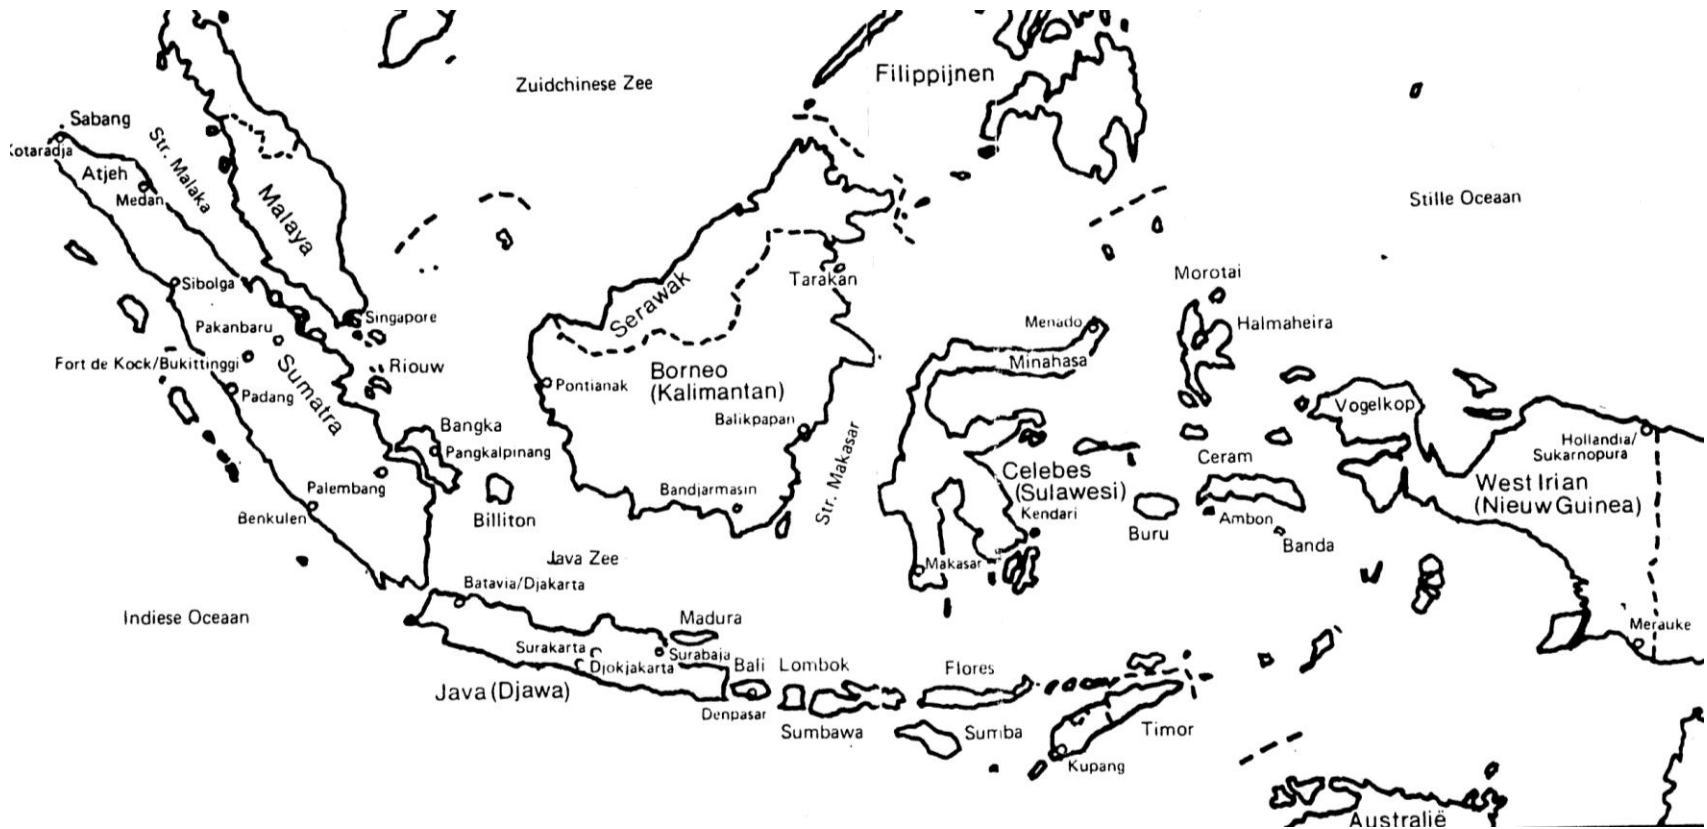 Zuidchinese Zee
Filippijnen
Sabang
Kotaradja
Str. Malaka
Atjeh
Medan
Malaya
Stille Oceaan
Sibolga
Tarakan
Morotai
Serawak
Singapore
Menado
Halmaheira
Pakanbaru
Fort de Kock/Bukittinggi
Sumatra
Riouw
Minahasa
Borneo
(Kalimantan)
Pontianak
Padang
Vogelkop
Balikpapan
Bangka
Pangkalpinang
Str. Makasar
Hollandia/
Sukarnopura
Ceram
Celebes
(Sulawesi)
West Irian
(Nieuw Guinea)
Palembang
Bandjarmasin
Benkulen
Billiton
Kendari
Buru
Ambon
Banda
Java Zee
Makasar
Batavia/Djakarta
Indiese Oceaan
Madura
Merauke
Surakarta
Surabaja
Djokjakarta
Bali
Lombok
Flores
Java (Djawa)
Denpasar
Sumbawa
Sumba
Timor
Kupang
Australië